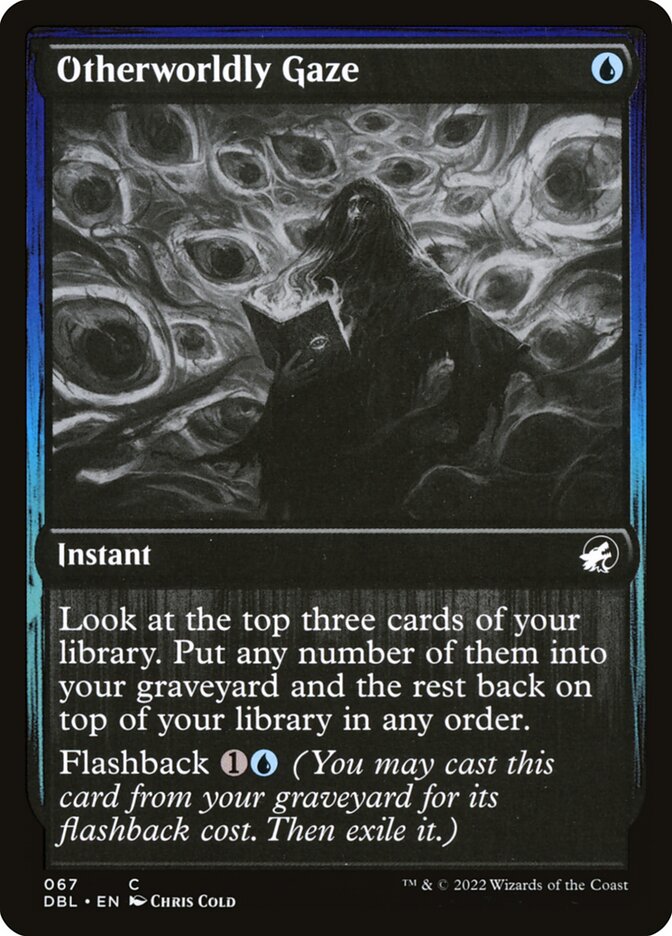 Otherworldly Gaze
Instant
Look at the top three cards of your
library. Put any number of them into
your graveyard and the rest back on
top of your library in any order.
Flashback 1 (You may cast this
card from your graveyard for its
flashback cost. Then exile it.)
067 C
DBL • EN Chris Cold
™ & © 2022 Wizards of the Coast